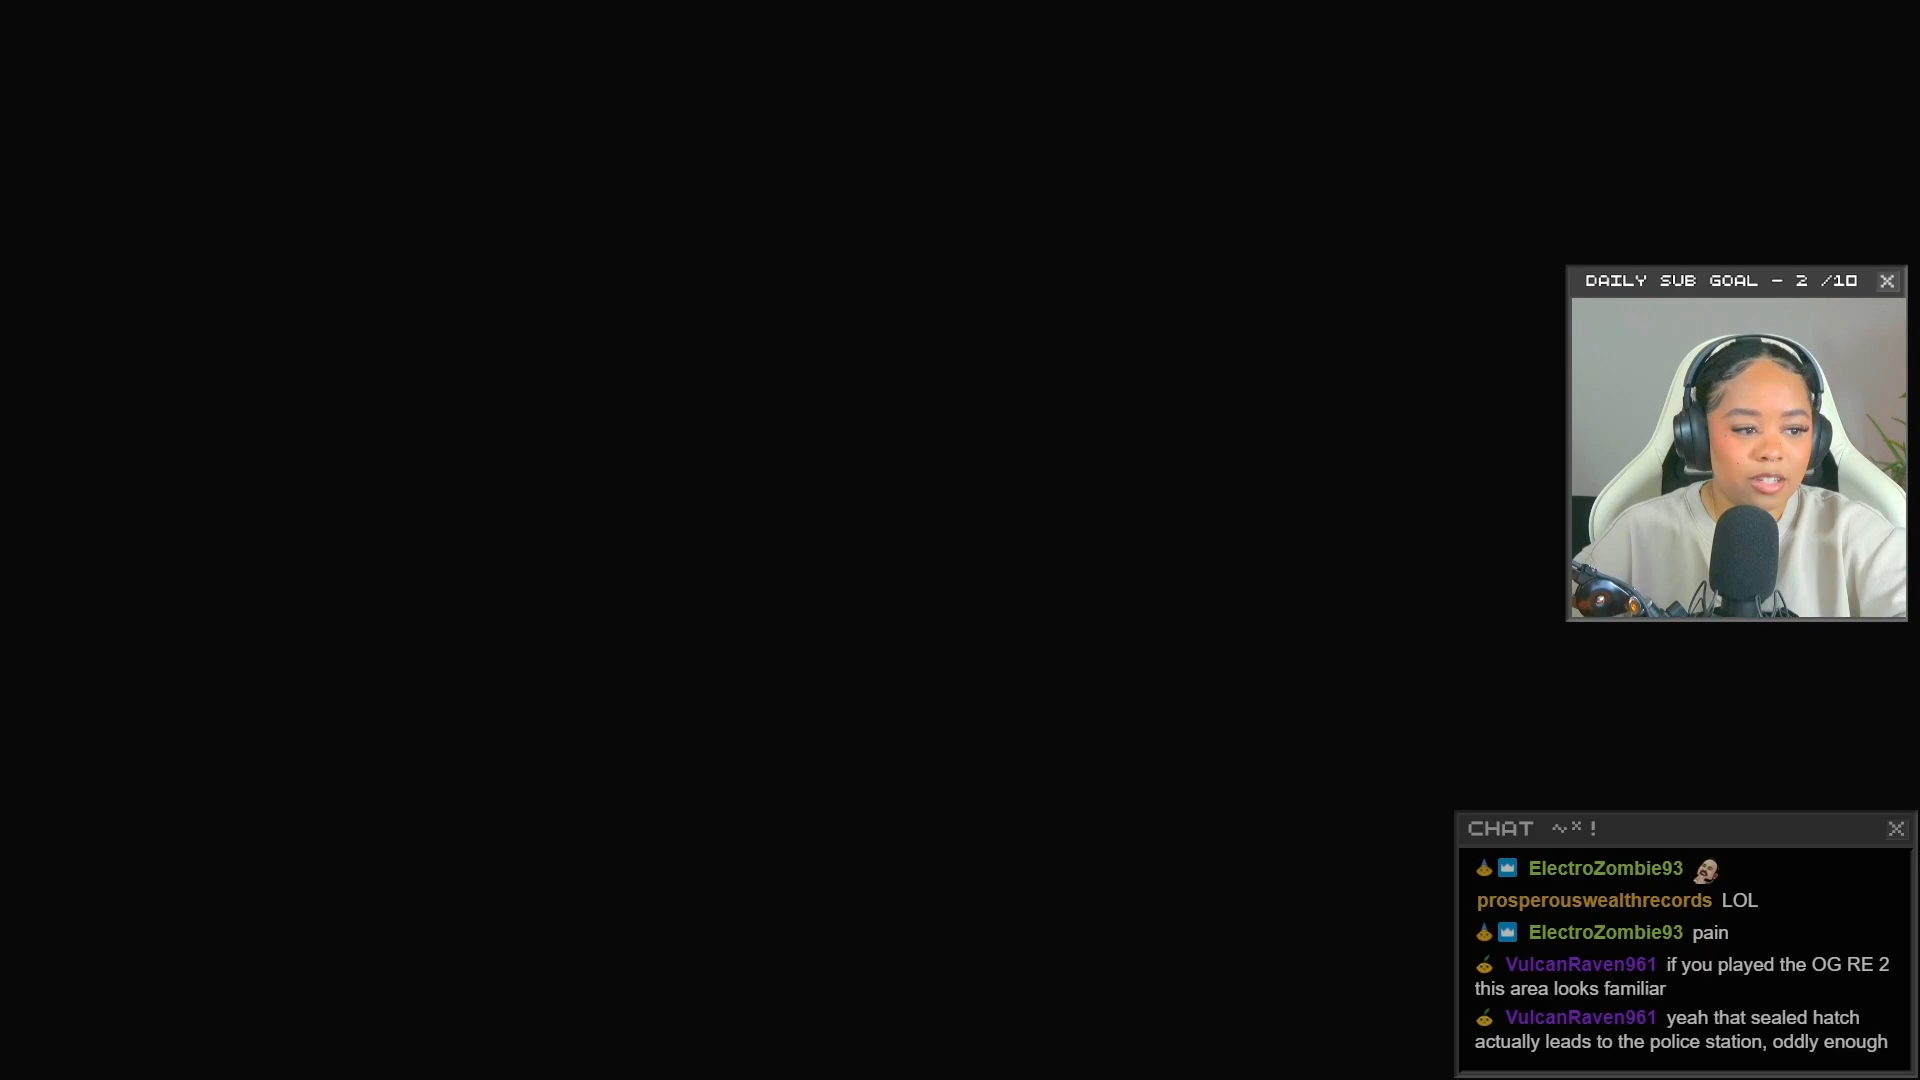 DAILY SUB GOAL - 2 /10
CHAT ~*!
ElectroZombie93
prosperouswealthrecords LOL
ElectroZombie93 pain
VulcanRaven961 if you played the OG RE 2
this area looks familiar
VulcanRaven961 yeah that sealed hatch
actually leads to the police station, oddly enough